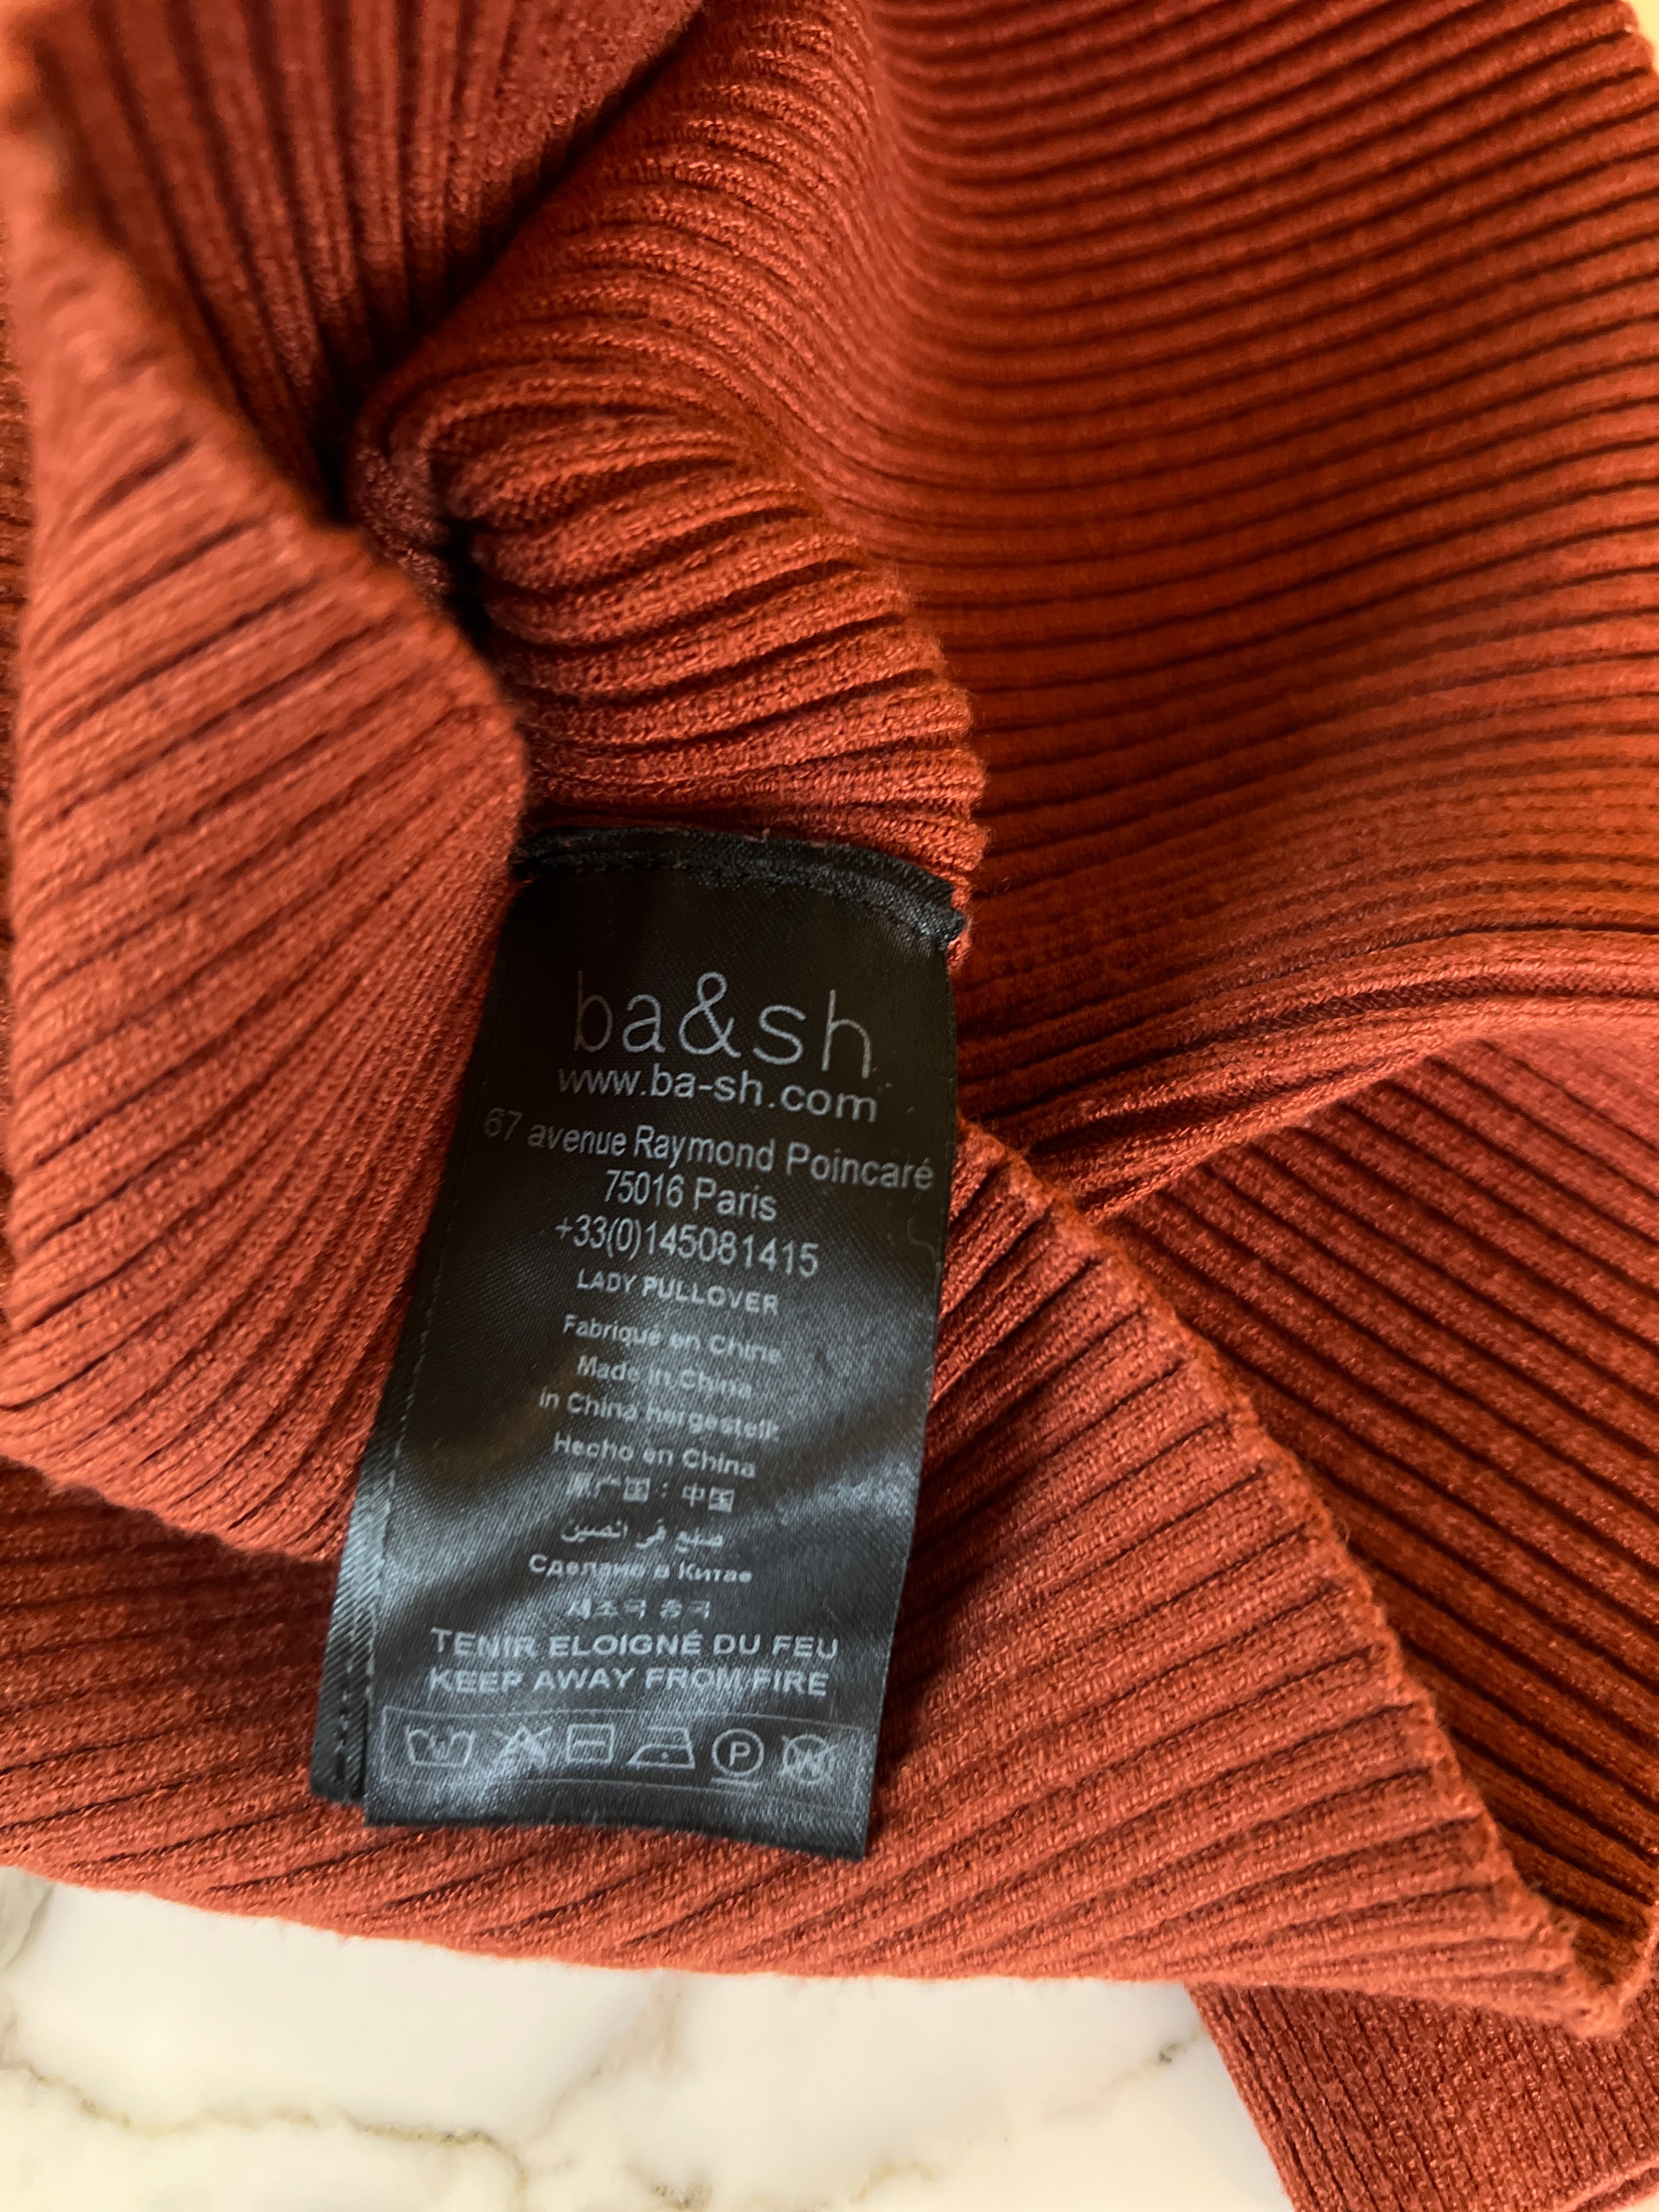 ba&sh
www.ba-sh.com
67 avenue Raymond Poincaré
75016 Paris
+33(0)145081415
LADY PULLOVER
Fabriqué en Chine
Made in China
in China hergestellt
Hecho en China
原产国：中国
صنع في الصين
Сделано в Китае
제조국 중국
TENIR ELOIGNÉ DU FEU
KEEP AWAY FROM FIRE
P W